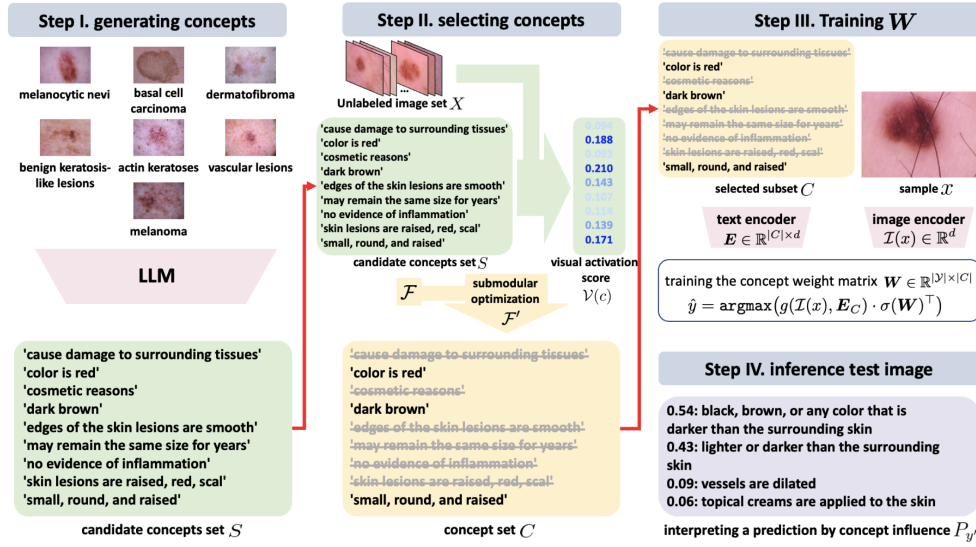 Step I. generating concepts
melanocytic nevi
basal cell
carcinoma
dermatofibroma
benign keratosis-
like lesions
actin keratoses
vascular lesions
melanoma
LLM
'cause damage to surrounding tissues'
'color is red'
'cosmetic reasons'
'dark brown'
'edges of the skin lesions are smooth'
'may remain the same size for years'
'no evidence of inflammation'
'skin lesions are raised, red, scal'
'small, round, and raised'
candidate concepts set S
Step II. selecting concepts
...
Unlabeled image set X
'cause damage to surrounding tissues'
'color is red'
'cosmetic reasons'
'dark brown'
'edges of the skin lesions are smooth'
'may remain the same size for years'
'no evidence of inflammation'
'skin lesions are raised, red, scal'
'small, round, and raised'
candidate concepts set S
0.188
0.210
0.143
0.107
0.114
0.139
0.171
visual activation
score
𝒱(c)
ℱ
submodular
optimization
ℱ′
'cause damage to surrounding tissues'
'color is red'
'cosmetic reasons'
'dark brown'
'edges of the skin lesions are smooth'
'may remain the same size for years'
'no evidence of inflammation'
'skin lesions are raised, red, scal'
'small, round, and raised'
concept set C
Step III. Training W
'cause damage to surrounding tissues'
'color is red'
'cosmetic reasons'
'dark brown'
'edges of the skin lesions are smooth'
'may remain the same size for years'
'no evidence of inflammation'
'skin lesions are raised, red, scal'
'small, round, and raised'
selected subset C
sample x
text encoder
E ∈ ℝ^{|C|×d}
image encoder
ℐ(x) ∈ ℝ^d
training the concept weight matrix W ∈ ℝ^{|𝒴|×|C|}
ŷ = argmax(g(ℐ(x), E_C) · σ(W)^⊤)
Step IV. inference test image
0.54: black, brown, or any color that is
darker than the surrounding skin
0.43: lighter or darker than the surrounding
skin
0.09: vessels are dilated
0.06: topical creams are applied to the skin
interpreting a prediction by concept influence P_y′